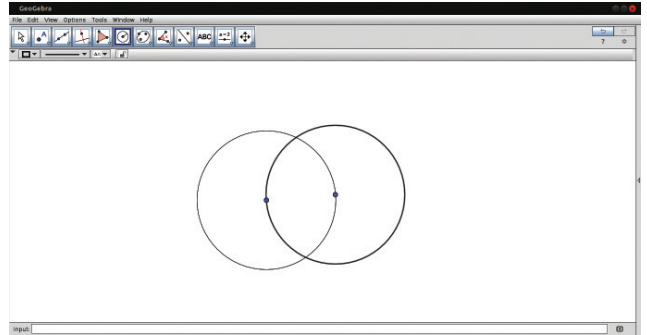 GeoGebra
File Edit View Options Tools Window Help
A
ABC
a=2
?
Input: